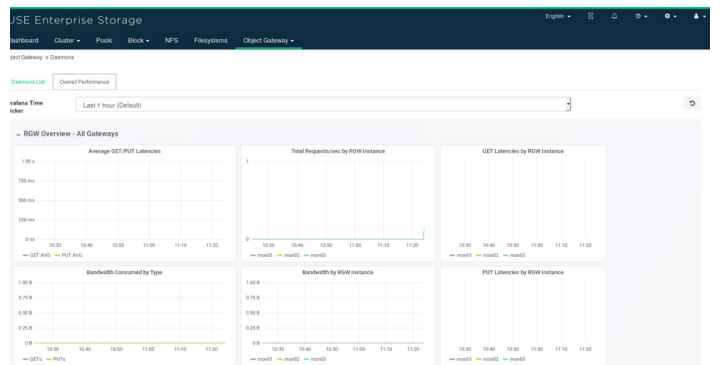 USE Enterprise Storage
English
Dashboard Cluster Pools Block NFS Filesystems Object Gateway
ject Gateway » Daemons
Daemons List Overall Performance
rafana Time
icker
Last 1 hour (Default)
RGW Overview - All Gateways
Average GET/PUT Latencies
1.00 s
750 ms
500 ms
250 ms
0 ns
10:30 10:40 10:50 11:00 11:10 11:20
GET AVG PUT AVG
Total Requests/sec by RGW Instance
1
0
10:30 10:40 10:50 11:00 11:10 11:20
mon01 mon02 mon03
GET Latencies by RGW Instance
10:30 10:40 10:50 11:00 11:10 11:20
mon01 mon02 mon03
Bandwidth Consumed by Type
1.00 B
0.75 B
0.50 B
0.25 B
0 B
10:30 10:40 10:50 11:00 11:10 11:20
GETs PUTs
Bandwidth by RGW Instance
1.00 B
0.75 B
0.50 B
0.25 B
0 B
10:30 10:40 10:50 11:00 11:10 11:20
mon01 mon02 mon03
PUT Latencies by RGW Instance
10:30 10:40 10:50 11:00 11:10 11:20
mon01 mon02 mon03